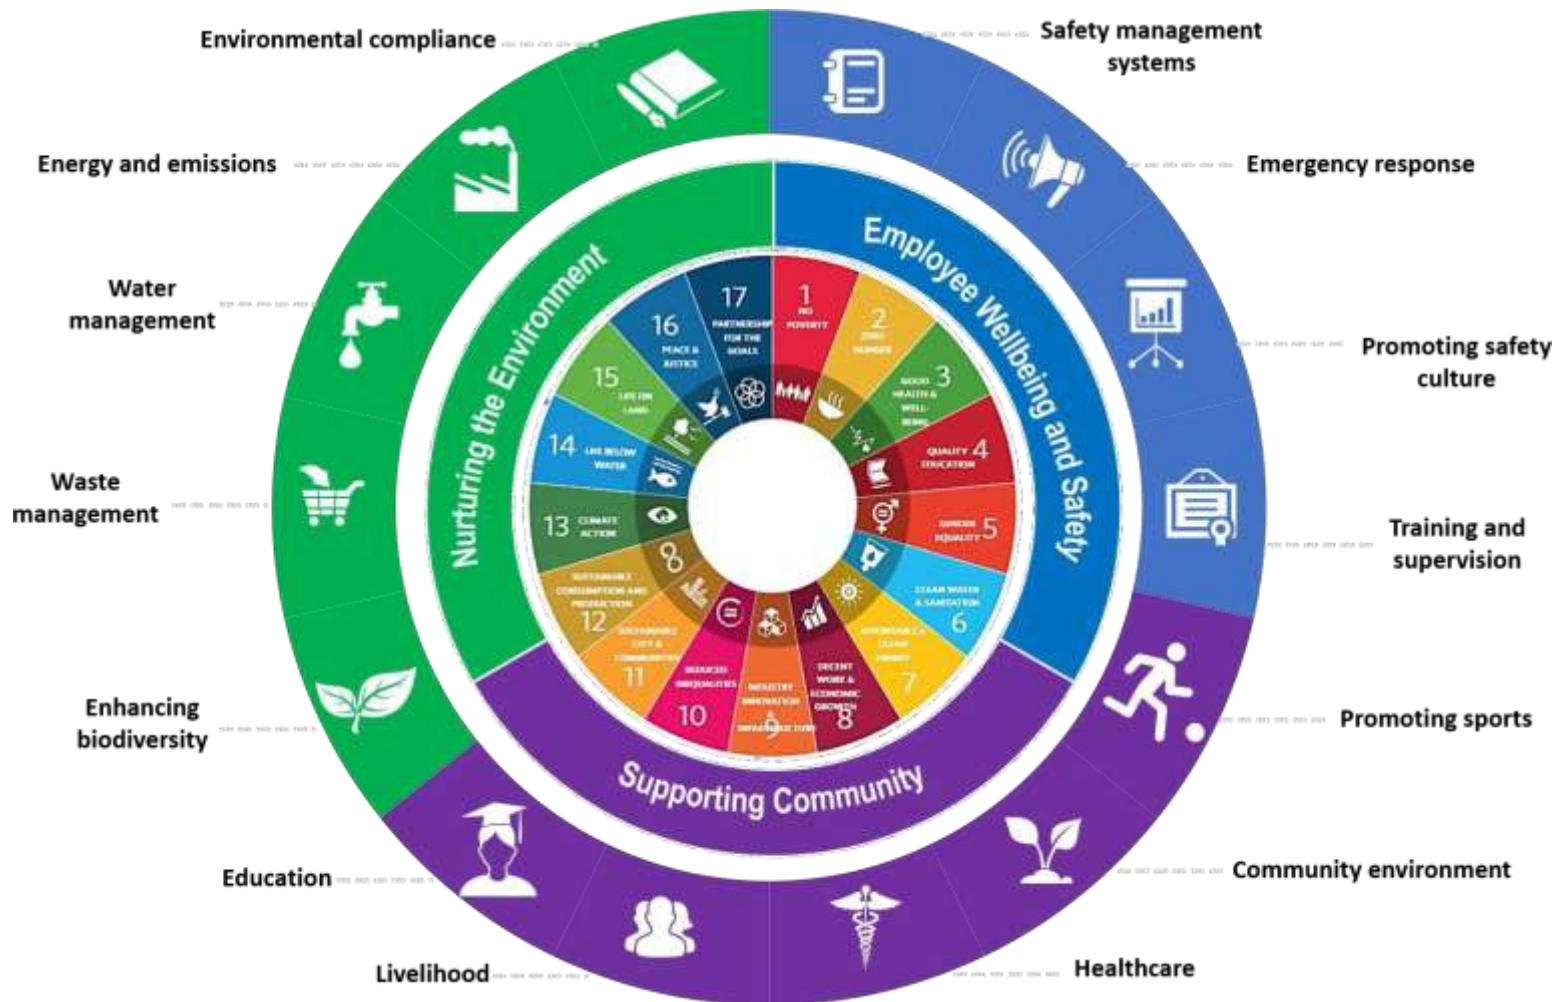 Environmental compliance
Safety management
systems
Energy and emissions
Emergency response
Water
management
Promoting safety
culture
Waste
management
Training and
supervision
Enhancing
biodiversity
Promoting sports
Education
Community environment
Livelihood
Healthcare
Nurturing the Environment
Employee Wellbeing and Safety
Supporting Community
1
NO
POVERTY
2
ZERO
HUNGER
3
GOOD
HEALTH &
WELL-
BEING
QUALITY 4
EDUCATION
GENDER 5
EQUALITY
CLEAN WATER
& SANITATION
6
AFFORDABLE &
CLEAN
ENERGY
7
DECENT
WORK &
ECONOMIC
GROWTH
8
INDUSTRY
INNOVATION
&
INFRASTRUCTURE
9
REDUCED
INEQUALITIES
10
SUSTAINABLE
CITY &
COMMUNITIES
11
SUSTAINABLE
CONSUMPTION AND
PRODUCTION
12
13 CLIMATE
ACTION
14 LIFE BELOW
WATER
15
LIFE ON
LAND
16
PEACE &
JUSTICE
17
PARTNERSHIP
FOR THE
GOALS